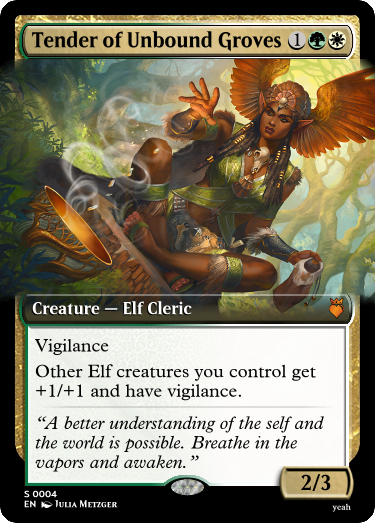 Tender of Unbound Groves 1
Creature — Elf Cleric
Vigilance
Other Elf creatures you control get
+1/+1 and have vigilance.
“A better understanding of the self and
the world is possible. Breathe in the
vapors and awaken.”
2/3
S 0004
EN Julia Metzger
yeah